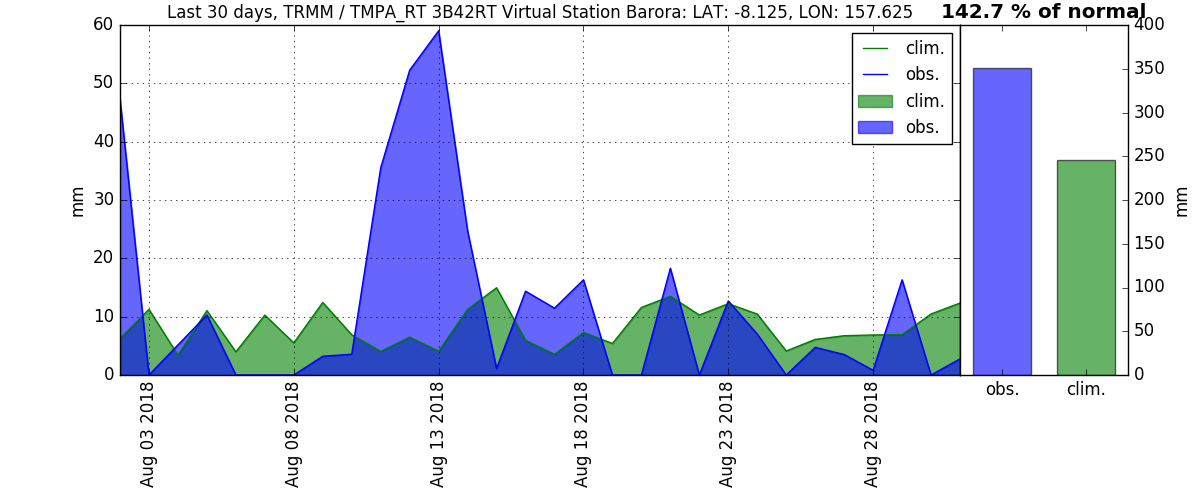 Last 30 days, TRMM / TMPA_RT 3B42RT Virtual Station Barora: LAT: -8.125, LON: 157.625
142.7 % of normal
60
50
40
30
20
10
0
mm
clim.
obs.
clim.
obs.
Aug 03 2018
Aug 08 2018
Aug 13 2018
Aug 18 2018
Aug 23 2018
Aug 28 2018
400
350
300
250
200
150
100
50
0
mm
obs.
clim.